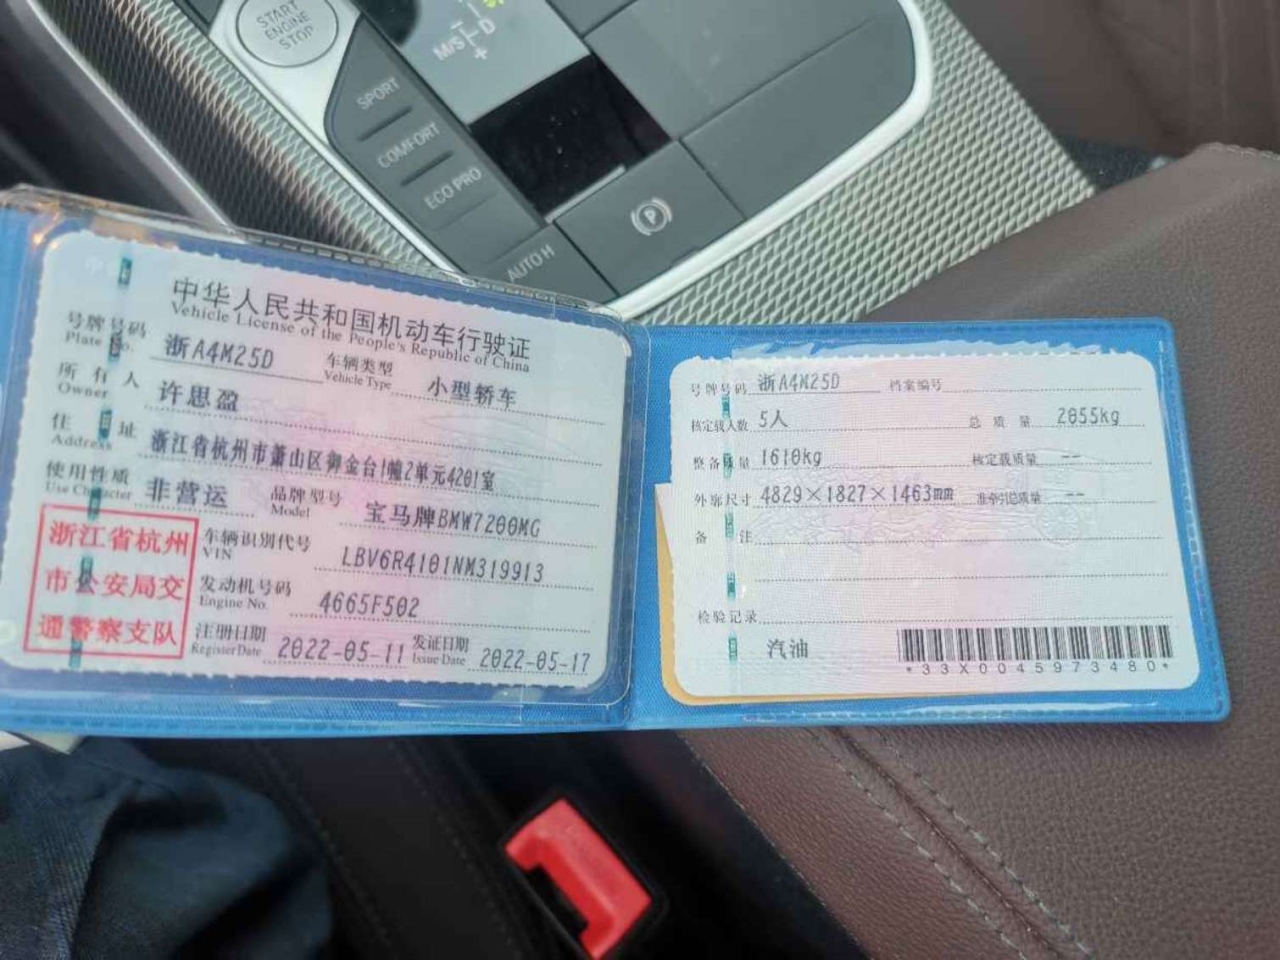 START
ENGINE
STOP
M/S D
+
SPORT
COMFORT
ECO PRO
AUTO H
P
中华人民共和国机动车行驶证
Vehicle License of the People's Republic of China
号牌号码 浙A4M25D 车辆类型 小型轿车
Plate No. Vehicle Type
所有人 许思盈
Owner
住址 浙江省杭州市萧山区御金台1幢2单元4201室
Address
使用性质 非营运 品牌型号 宝马牌BMW7200MG
Use Character Model
浙江省杭州
市公安局交
通警察支队
车辆识别代号 LBV6R4101NM319913
VIN
发动机号码 4665F502
Engine No.
注册日期 2022-05-11 发证日期 2022-05-17
Register Date Issue Date
号牌号码 浙A4M25D 档案编号
核定载人数 5人 总质量 2055kg
整备质量 1610kg 核定载质量 --
外廓尺寸 4829×1827×1463mm 准牵引总质量 --
备注
检验记录
汽油
*33X0045973480*